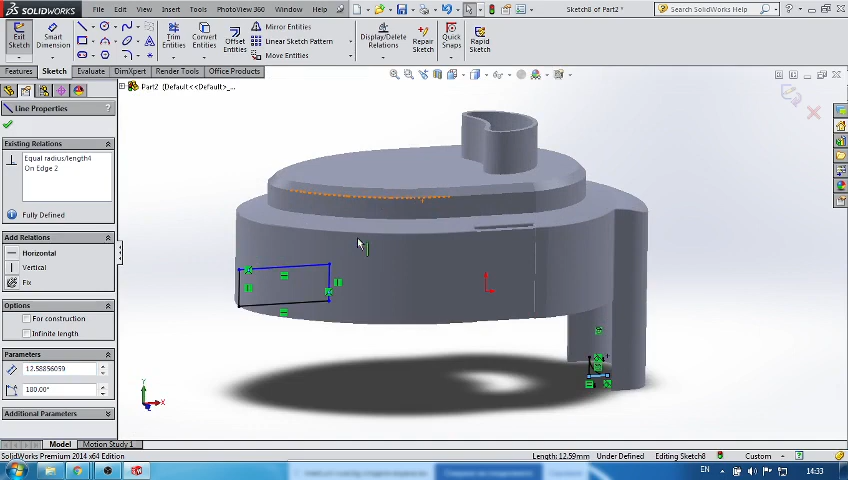 SOLIDWORKS
File
Edit
View
Insert
Tools
PhotoView 360
Window
Help
Sketch8 of Part2 *
Search SolidWorks Help
Exit Sketch
Smart Dimension
Trim Entities
Convert Entities
Offset Entities
Mirror Entities
Linear Sketch Pattern
Move Entities
Display/Delete Relations
Repair Sketch
Quick Snaps
Rapid Sketch
Features
Sketch
Evaluate
DimXpert
Render Tools
Office Products
Part2 (Default<<Default>_...
Line Properties
Existing Relations
Equal radius/length4
On Edge 2
Fully Defined
Add Relations
Horizontal
Vertical
Fix
Options
For construction
Infinite length
Parameters
12.58856059
180.00°
Additional Parameters
Y
X
Model
Motion Study 1
SolidWorks Premium 2014 x64 Edition
Length: 12.59mm
Under Defined
Editing Sketch8
Custom
EN
14:33